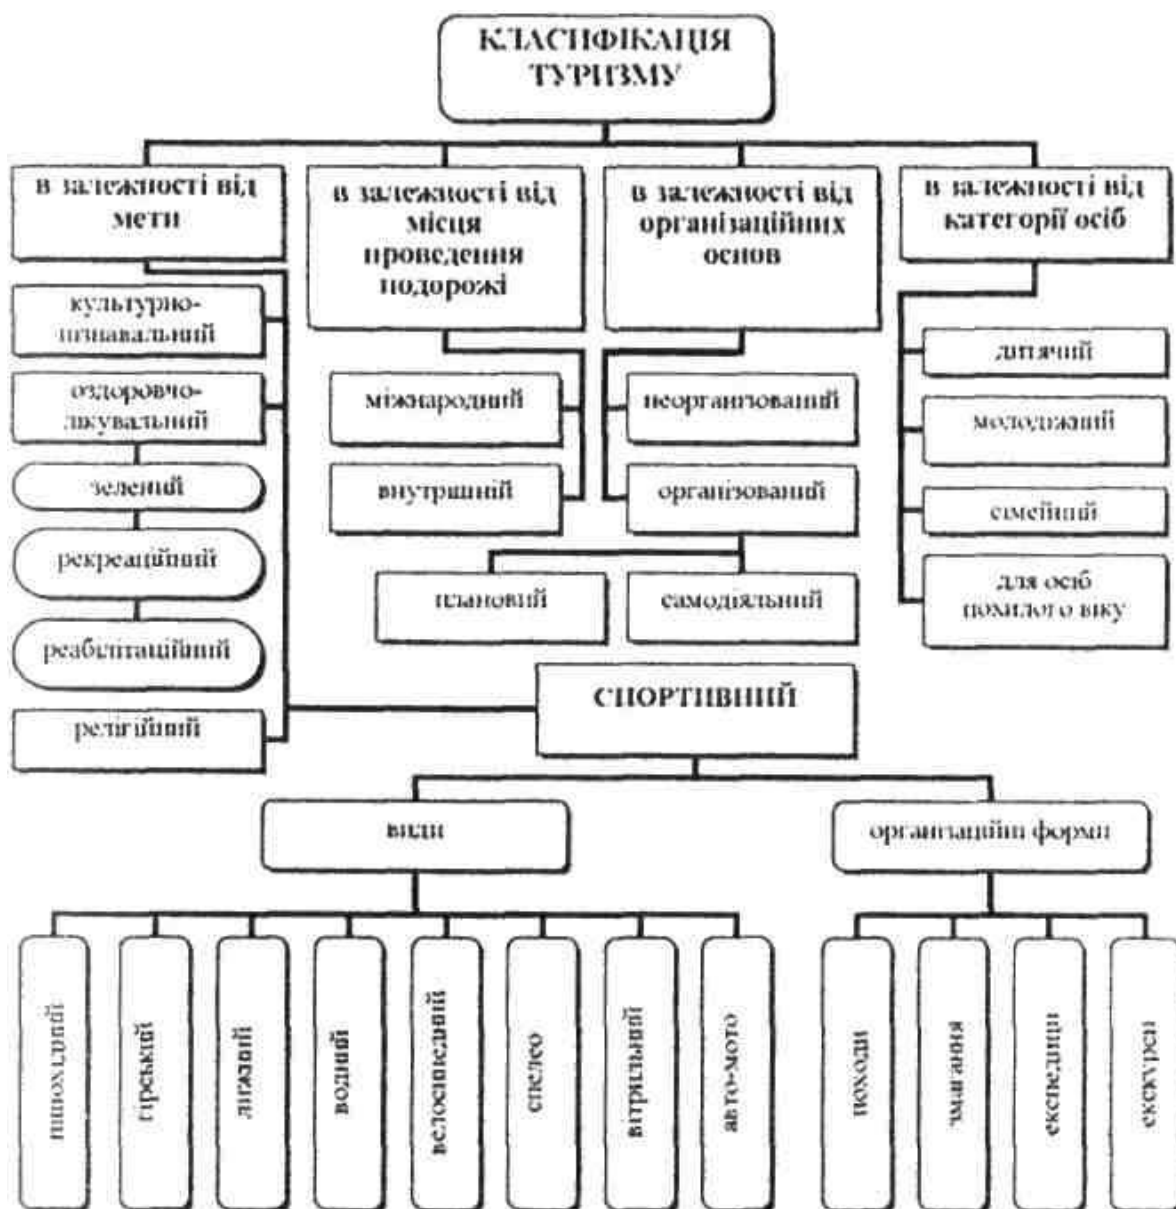 КЛАСИФІКАЦІЯ
ТУРИЗМУ
в залежності від
мети
в залежності від
місця
проведення
подорожі
в залежності від
організаційних
основ
в залежності від
категорії осіб
культурно-
пізнавальний
оздоровчо-
лікувальний
зелений
рекреаційний
реабілітаційний
релігійний
міжнародний
внутрішній
неорганізований
організований
плановий
самодіяльний
дитячий
молодіжний
сімейний
для осіб
похилого віку
СПОРТИВНИЙ
види
організаційні форми
пішохідний
гірський
лижний
водний
велосипедний
спелео
вітрильний
авто-мото
походи
змагання
експедиції
екскурсії